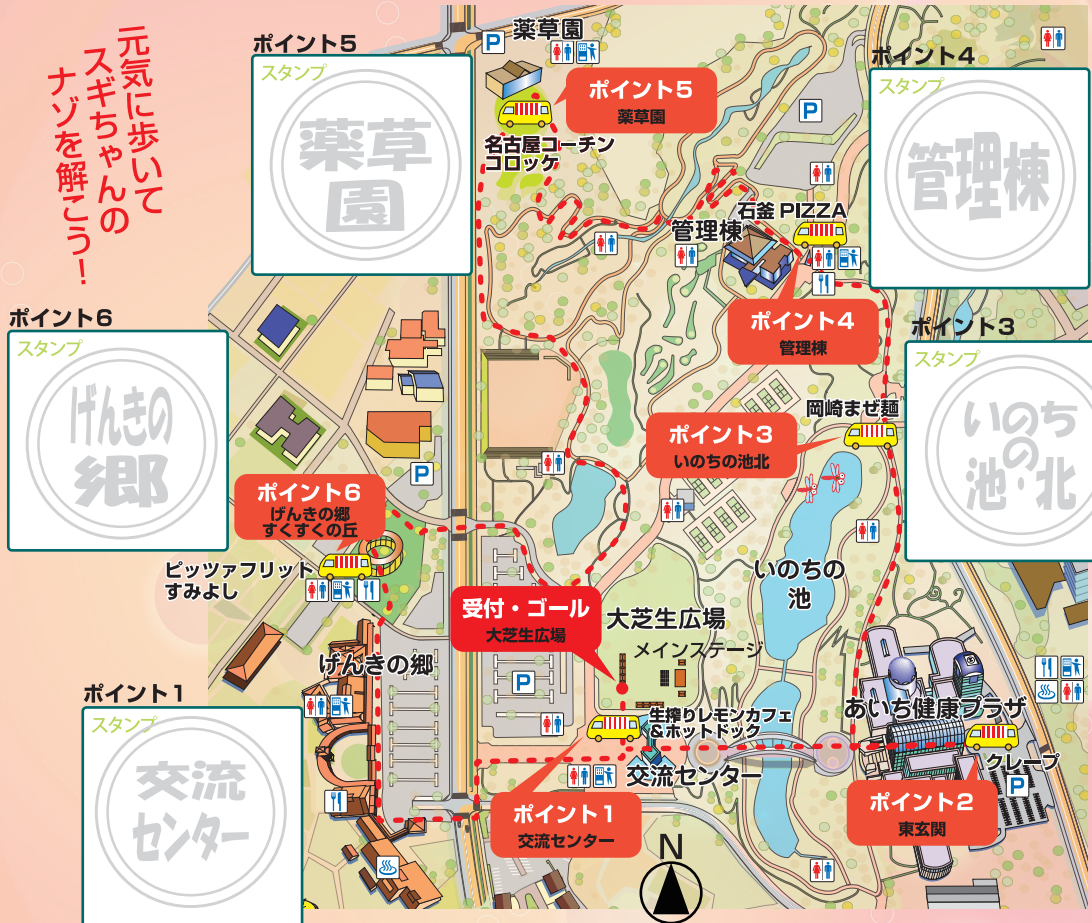 元気に歩いて
スギちゃんの
ナゾを解こう！
ポイント5
スタンプ
薬草
園
薬草園
P
ポイント5
薬草園
名古屋コーチン
コロッケ
ポイント4
スタンプ
管理棟
P
石釜 PIZZA
管理棟
ポイント4
管理棟
ポイント6
スタンプ
げんきの
郷
ポイント3
スタンプ
いのち
の
池・北
岡崎まぜ麺
ポイント3
いのちの池北
P
ポイント6
げんきの郷
すくすくの丘
ピッツァフリット
すみよし
いのちの
池
受付・ゴール
大芝生広場
大芝生広場
メインステージ
げんきの郷
P
ポイント1
スタンプ
交流
センター
生搾りレモンカフェ
&ホットドック
交流センター
ポイント1
交流センター
あいち健康プラザ
クレープ
P
ポイント2
東玄関
N